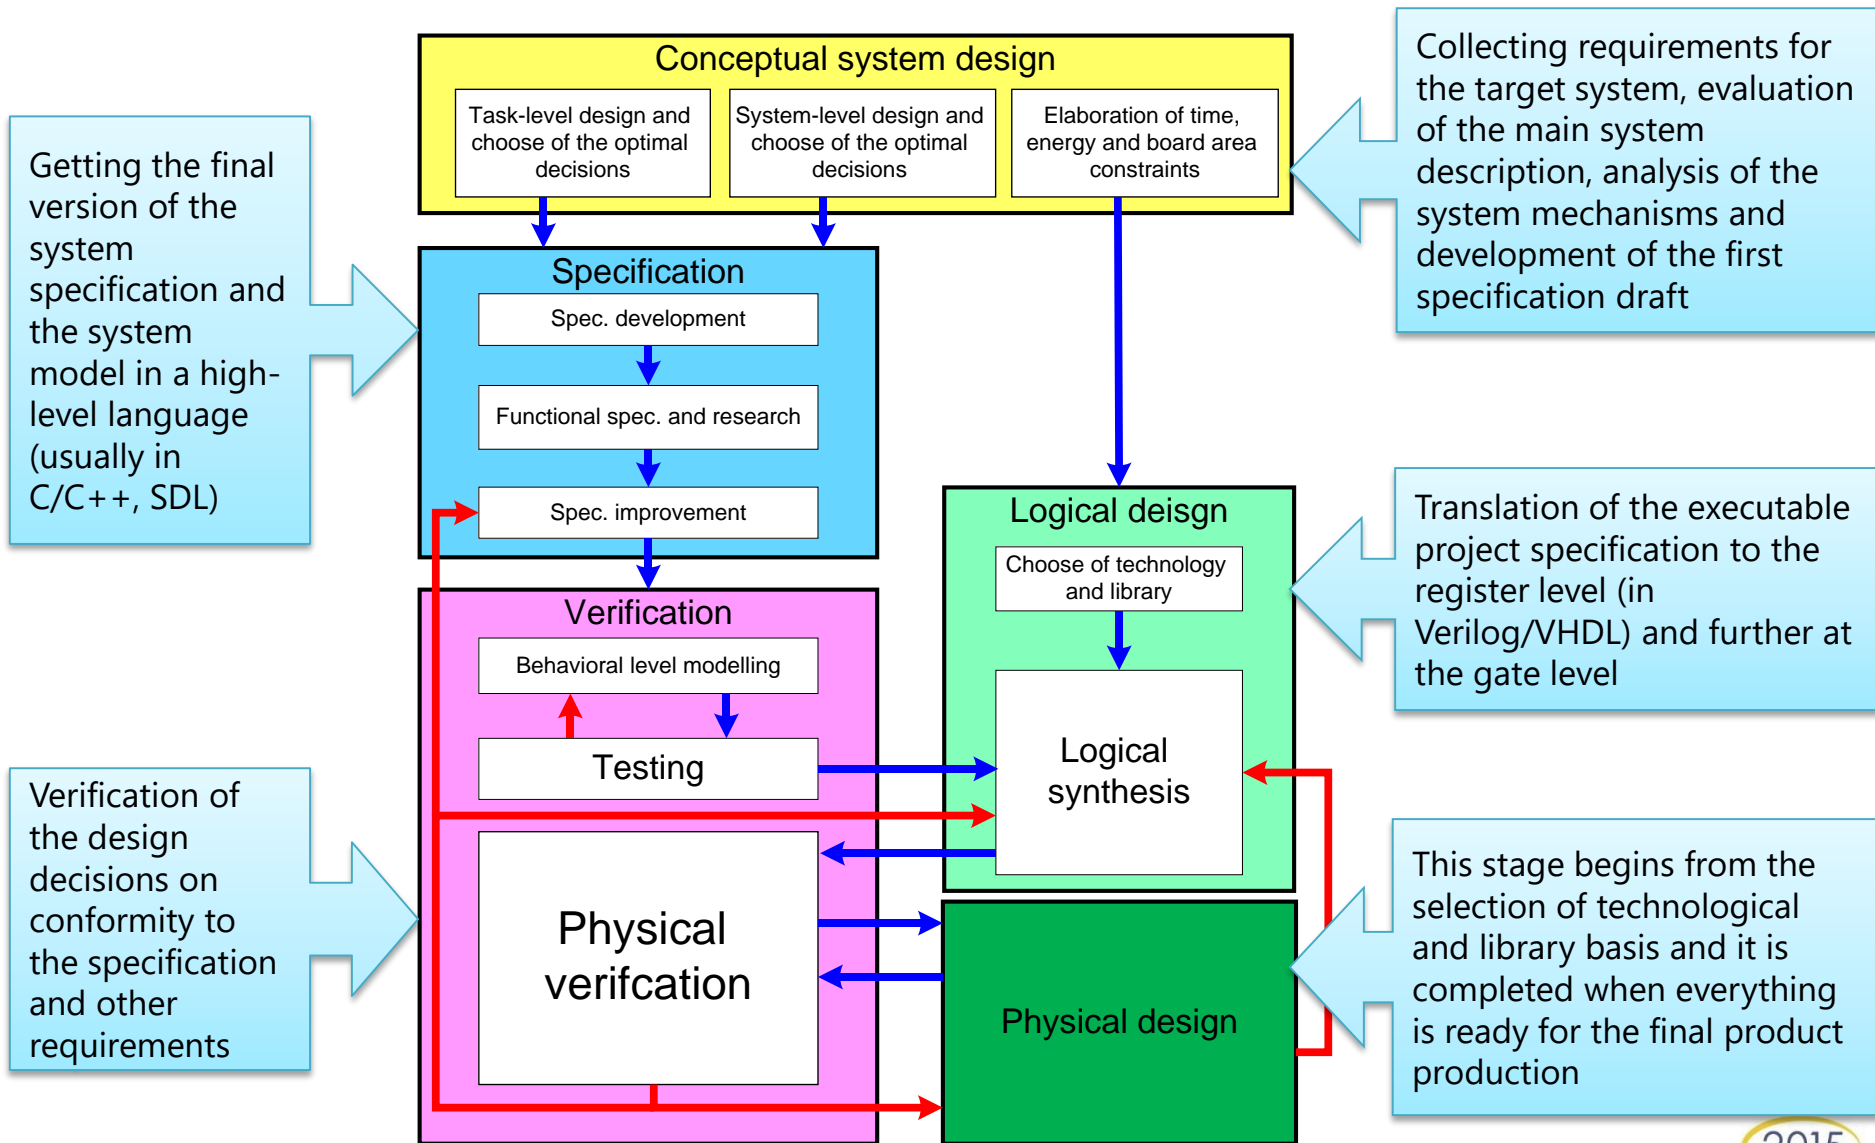 Conceptual system design
Task-level design and
choose of the optimal
decisions
System-level design and
choose of the optimal
decisions
Elaboration of time,
energy and board area
constraints
Collecting requirements for
the target system, evaluation
of the main system
description, analysis of the
system mechanisms and
development of the first
specification draft
Getting the final
version of the
system
specification and
the system
model in a high-
level language
(usually in
C/C++, SDL)
Specification
Spec. development
Functional spec. and research
Spec. improvement
Logical deisgn
Choose of technology
and library
Logical
synthesis
Translation of the executable
project specification to the
register level (in
Verilog/VHDL) and further at
the gate level
Verification
Behavioral level modelling
Testing
Physical
verifcation
Verification of
the design
decisions on
conformity to
the specification
and other
requirements
Physical design
This stage begins from the
selection of technological
and library basis and it is
completed when everything
is ready for the final product
production
2015